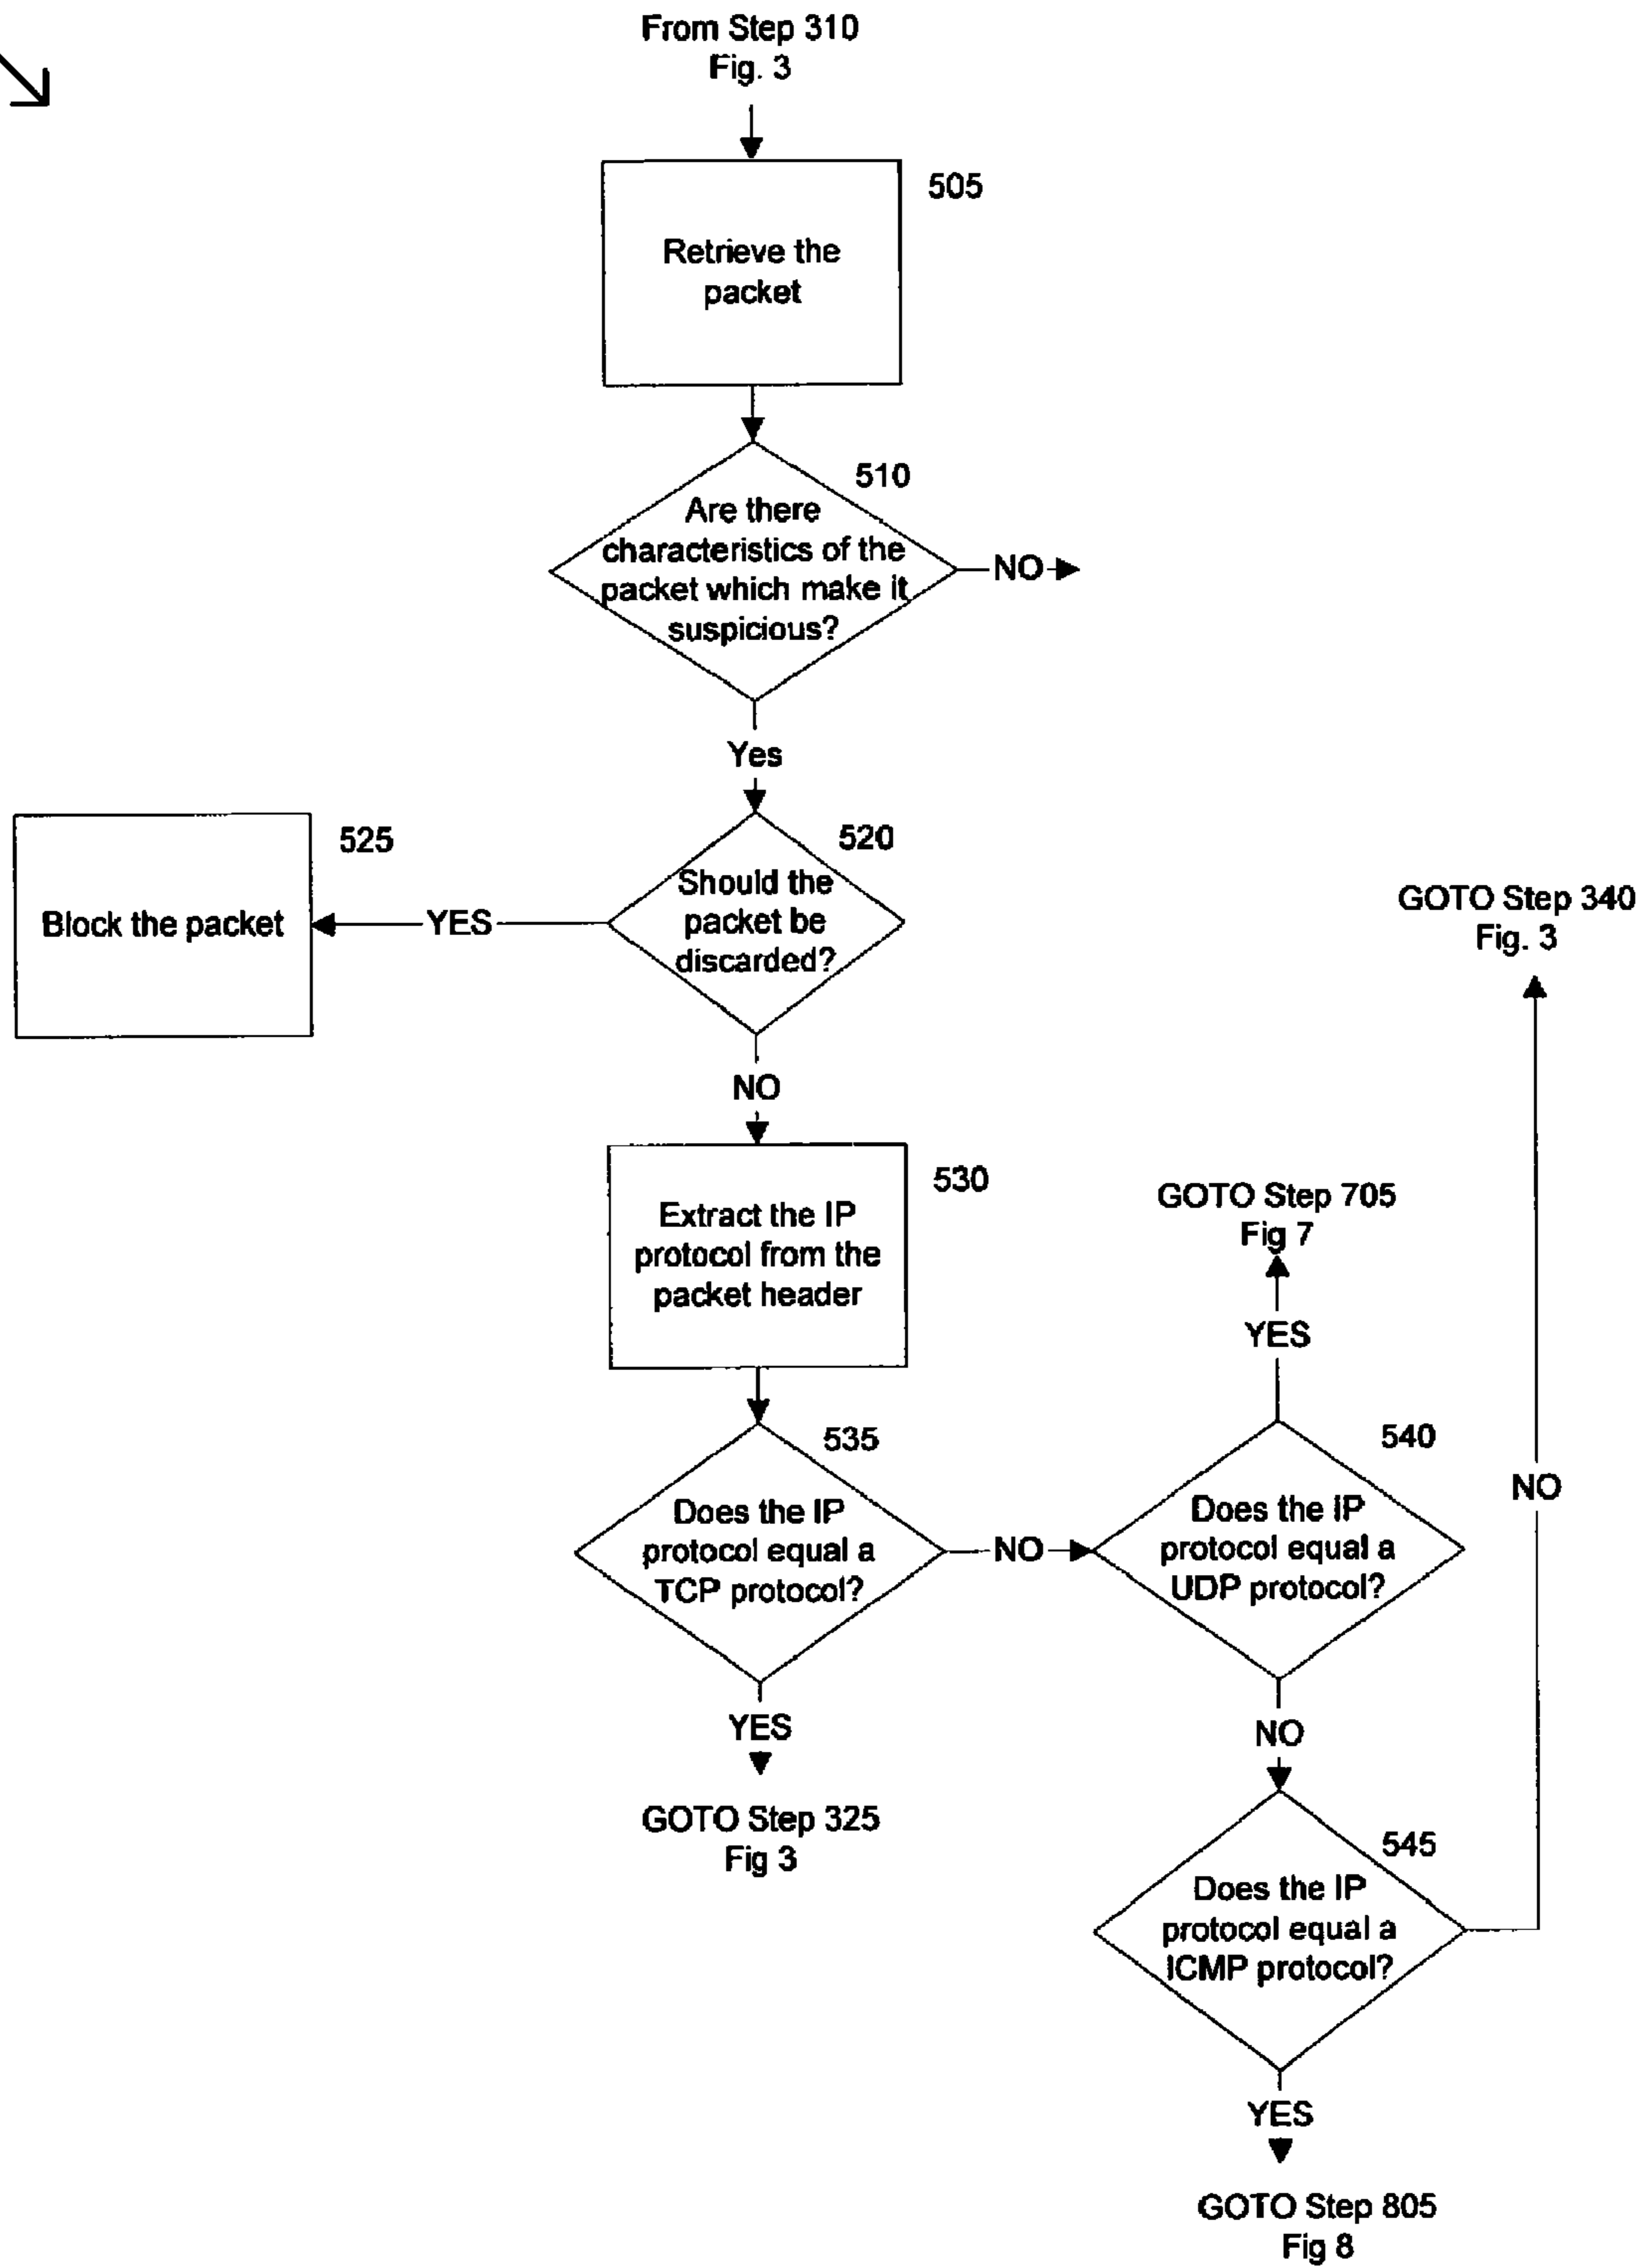 From Step 310
Fig. 3
505
Retrieve the
packet
510
Are there
characteristics of the
packet which make it
suspicious?
NO
Yes
520
Should the
packet be
discarded?
YES
525
Block the packet
NO
530
Extract the IP
protocol from the
packet header
535
Does the IP
protocol equal a
TCP protocol?
YES
GOTO Step 325
Fig 3
NO
540
Does the IP
protocol equal a
UDP protocol?
YES
GOTO Step 705
Fig 7
NO
545
Does the IP
protocol equal a
ICMP protocol?
NO
GOTO Step 340
Fig. 3
YES
GOTO Step 805
Fig 8